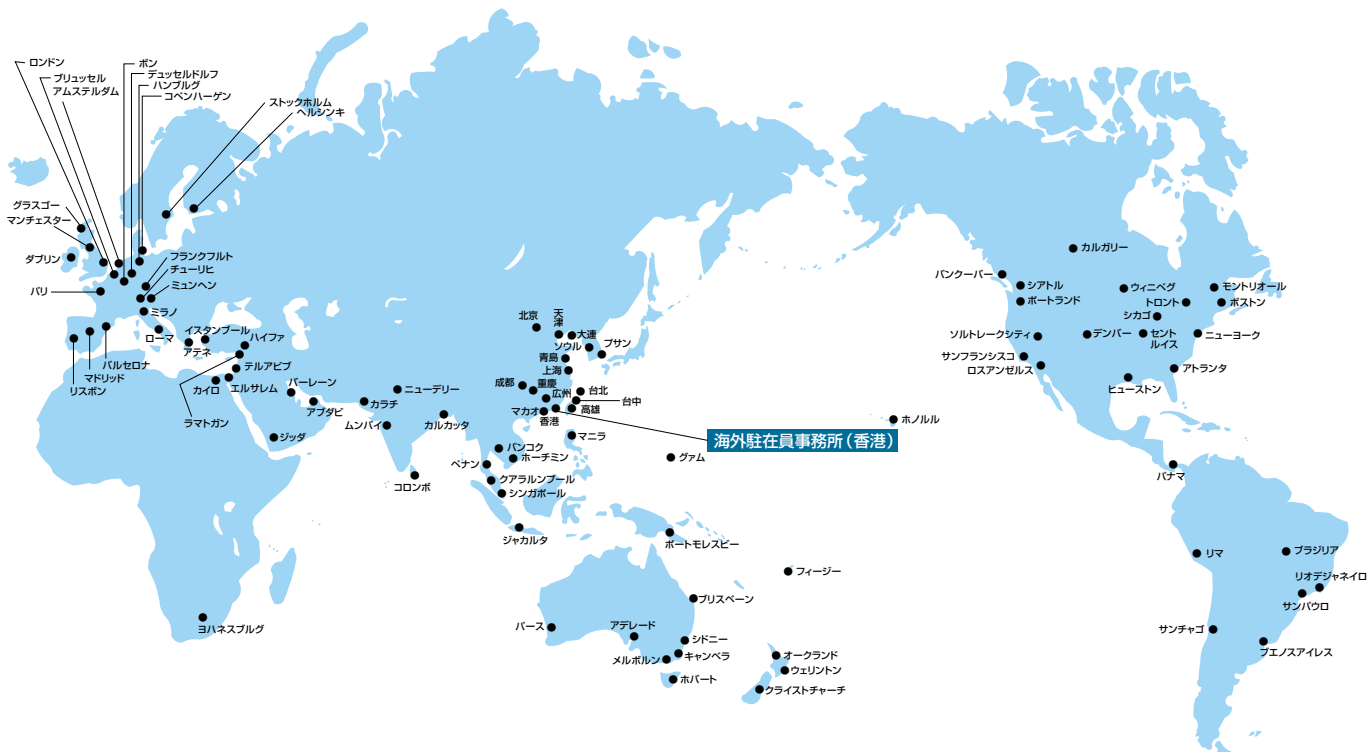 ロンドン
ブリュッセル
アムステルダム
ボン
デュッセルドルフ
ハンブルグ
コペンハーゲン
ストックホルム
ヘルシンキ
グラスゴー
マンチェスター
ダブリン
パリ
フランクフルト
チューリヒ
ミュンヘン
ミラノ
ローマ
イスタンブール
アテネ
ハイファ
バルセロナ
マドリッド
リスボン
テルアビブ
カイロ
エルサレム
ラマトガン
バーレーン
アブダビ
ジッダ
カラチ
ニューデリー
ムンバイ
カルカッタ
コロンボ
ヨハネスブルグ
北京
天津
大連
ソウル
プサン
青島
上海
成都
重慶
広州
台北
台中
マカオ
香港
高雄
海外駐在員事務所(香港)
マニラ
グァム
バンコク
ホーチミン
ペナン
クアラルンプール
シンガポール
ジャカルタ
ポートモレスビー
フィージー
ブリスベーン
パース
アデレード
シドニー
キャンベラ
メルボルン
ホバート
オークランド
ウェリントン
クライストチャーチ
ホノルル
カルガリー
バンクーバー
シアトル
ポートランド
ウィニペグ
モントリオール
トロント
ボストン
シカゴ
ソルトレークシティ
デンバー
セント
ルイス
ニューヨーク
サンフランシスコ
ロスアンゼルス
アトランタ
ヒューストン
パナマ
リマ
ブラジリア
リオデジャネイロ
サンパウロ
サンチャゴ
ブエノスアイレス